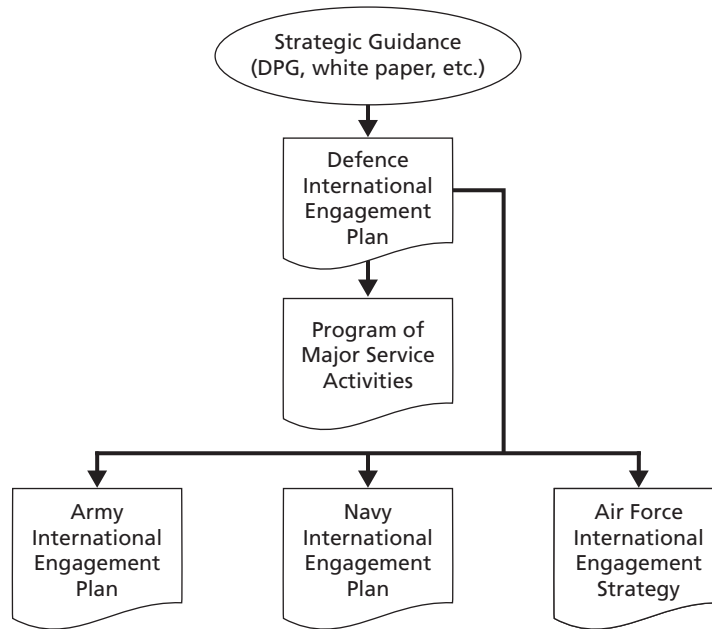 Strategic Guidance
(DPG, white paper, etc.)
Defence
International
Engagement
Plan
Program of
Major Service
Activities
Army
International
Engagement
Plan
Navy
International
Engagement
Plan
Air Force
International
Engagement
Strategy